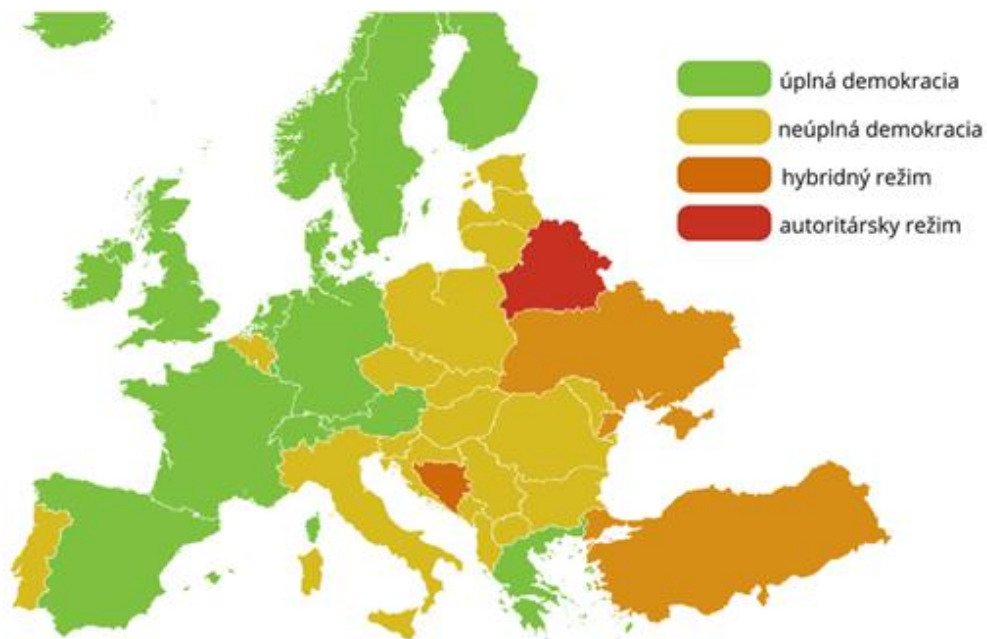 úplná demokracia
neúplná demokracia
hybridný režim
autoritársky režim